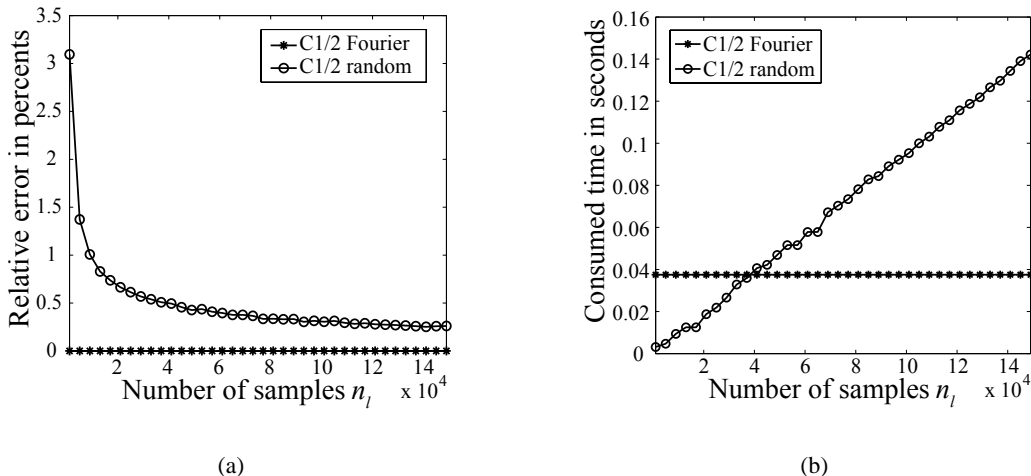 3.5
3
2.5
2
1.5
1
0.5
0
Relative error in percents
C1/2 Fourier
C1/2 random
2 4 6 8 10 12 14
Number of samples n_l x 10^4
(a)
0.16
0.14
0.12
0.1
0.08
0.06
0.04
0.02
0
Consumed time in seconds
C1/2 Fourier
C1/2 random
2 4 6 8 10 12 14
Number of samples n_l x 10^4
(b)